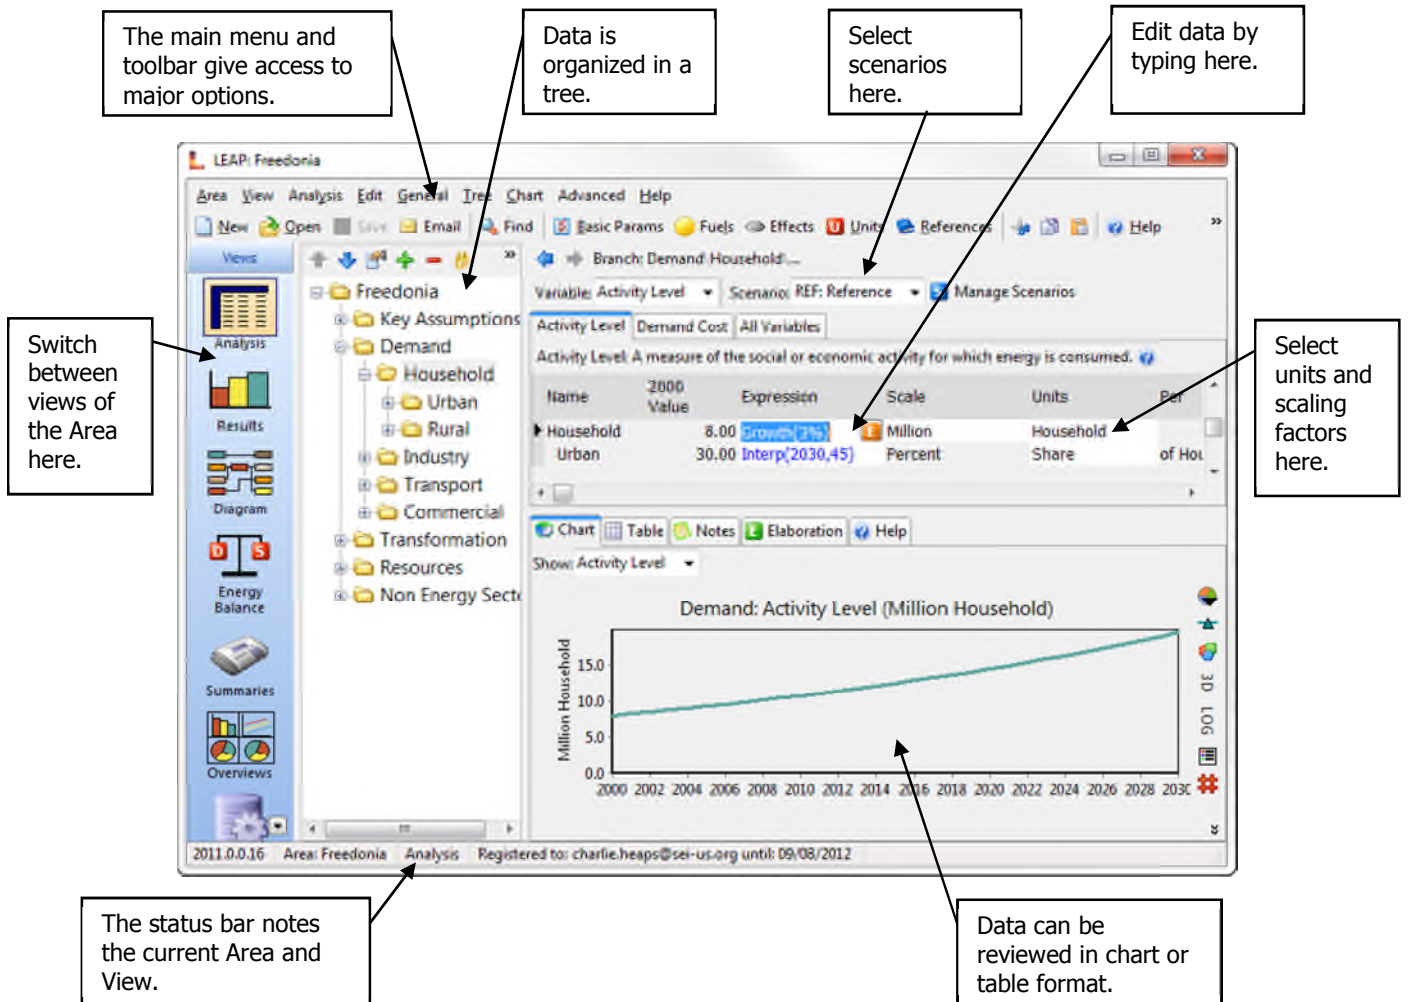 The main menu and
toolbar give access to
major options.
Data is
organized in a
tree.
Select
scenarios
here.
Edit data by
typing here.
LEAP: Freedonia
Area View Analysis Edit General Tree Chart Advanced Help
New Open Save Email Find Basic Params Fuels Effects U Units References Help »
Views
»
Branch: Demand\Household\...
Freedonia
Key Assumptions
Demand
Household
Urban
Rural
Industry
Transport
Commercial
Transformation
Resources
Non Energy Secto
Variable: Activity Level Scenario: REF: Reference Manage Scenarios
Activity Level Demand Cost All Variables
Activity Level: A measure of the social or economic activity for which energy is consumed.
Name 2000 Value Expression Scale Units Per
Household 8.00 Growth(3%) E Million Household
Urban 30.00 Interp(2030,45) Percent Share of Hou
Analysis
Results
Diagram
D S
Energy
Balance
Summaries
Overviews
Switch
between
views of
the Area
here.
Select
units and
scaling
factors
here.
Chart Table Notes Elaboration Help
Show: Activity Level
Demand: Activity Level (Million Household)
Million Household
15.0
10.0
5.0
0.0
2000 2002 2004 2006 2008 2010 2012 2014 2016 2018 2020 2022 2024 2026 2028 2030
3D
LOG
2011.0.0.16 Area: Freedonia Analysis Registered to: charlie.heaps@sei-us.org until: 09/08/2012
The status bar notes
the current Area and
View.
Data can be
reviewed in chart or
table format.